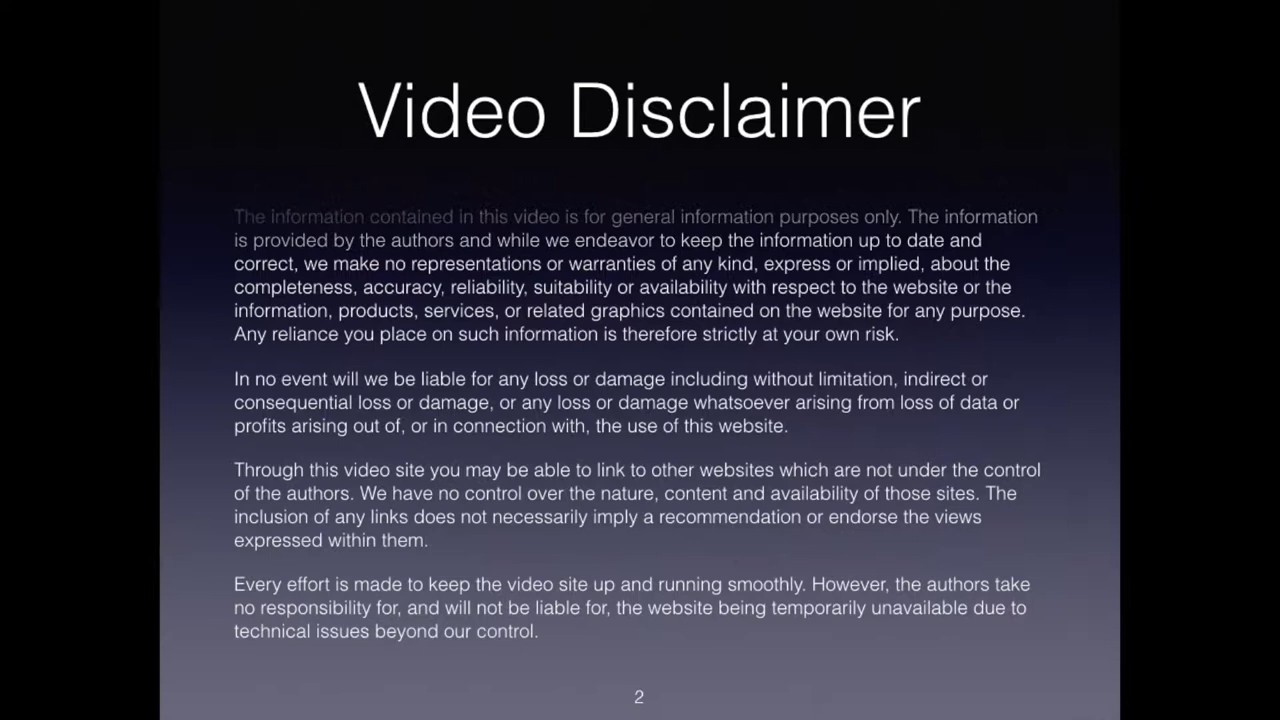 Video Disclaimer
The information contained in this video is for general information purposes only. The information
is provided by the authors and while we endeavor to keep the information up to date and
correct, we make no representations or warranties of any kind, express or implied, about the
completeness, accuracy, reliability, suitability or availability with respect to the website or the
information, products, services, or related graphics contained on the website for any purpose.
Any reliance you place on such information is therefore strictly at your own risk.
In no event will we be liable for any loss or damage including without limitation, indirect or
consequential loss or damage, or any loss or damage whatsoever arising from loss of data or
profits arising out of, or in connection with, the use of this website.
Through this video site you may be able to link to other websites which are not under the control
of the authors. We have no control over the nature, content and availability of those sites. The
inclusion of any links does not necessarily imply a recommendation or endorse the views
expressed within them.
Every effort is made to keep the video site up and running smoothly. However, the authors take
no responsibility for, and will not be liable for, the website being temporarily unavailable due to
technical issues beyond our control.
2